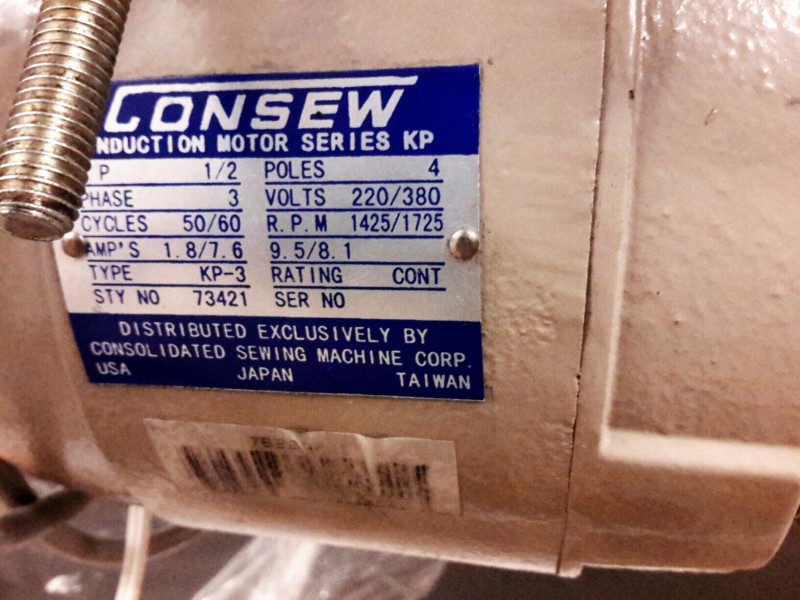 CONSEW
INDUCTION MOTOR SERIES KP
P 1/2 POLES 4
PHASE 3 VOLTS 220/380
CYCLES 50/60 R.P.M 1425/1725
AMP'S 1.8/7.6 9.5/8.1
TYPE KP-3 RATING CONT
STY NO 73421 SER NO
DISTRIBUTED EXCLUSIVELY BY
CONSOLIDATED SEWING MACHINE CORP.
USA JAPAN TAIWAN